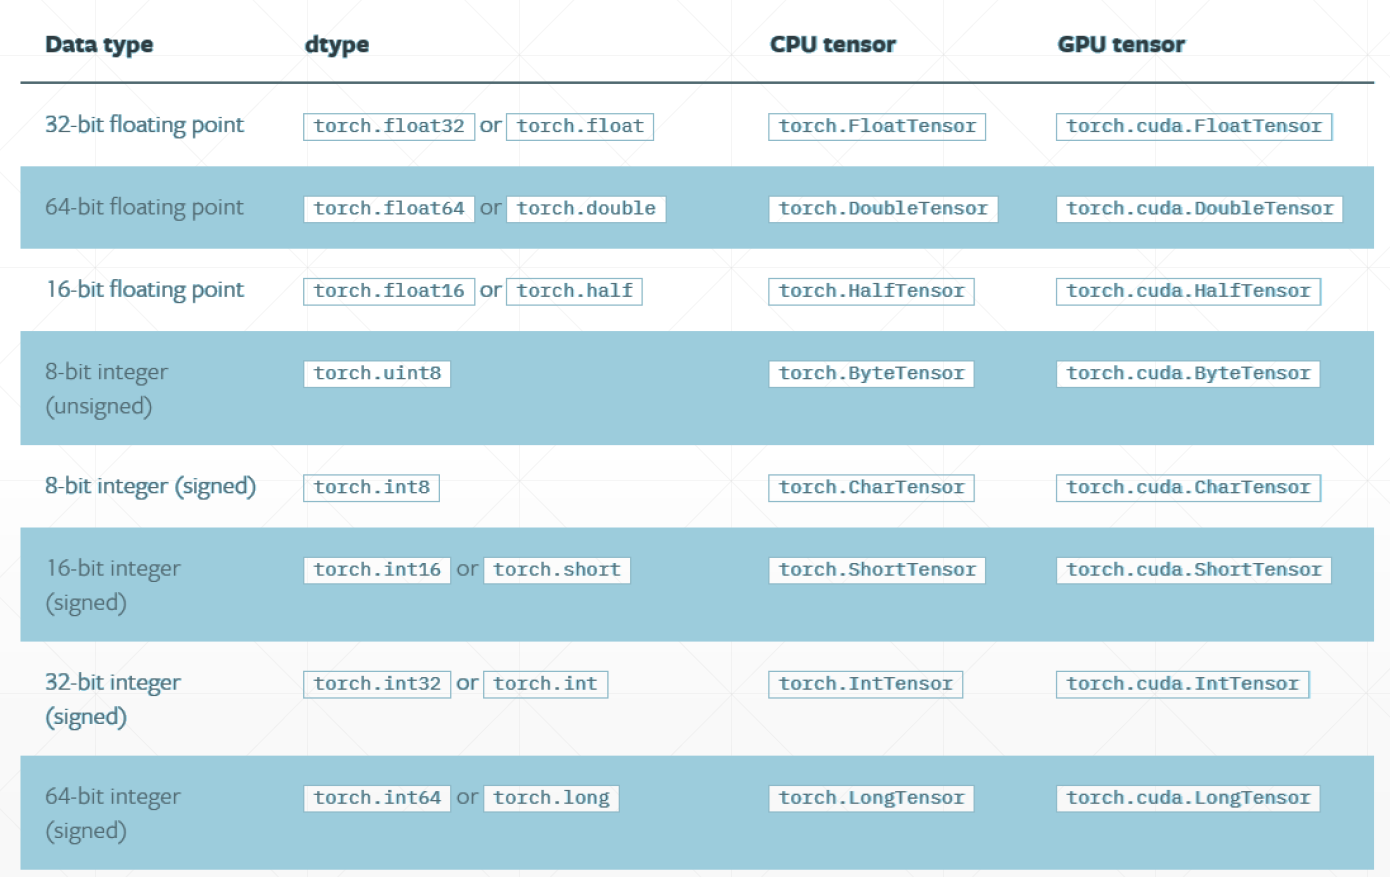 Data type dtype CPU tensor GPU tensor
32-bit floating point torch.float32 or torch.float torch.FloatTensor torch.cuda.FloatTensor
64-bit floating point torch.float64 or torch.double torch.DoubleTensor torch.cuda.DoubleTensor
16-bit floating point torch.float16 or torch.half torch.HalfTensor torch.cuda.HalfTensor
8-bit integer torch.uint8 torch.ByteTensor torch.cuda.ByteTensor
(unsigned)
8-bit integer (signed) torch.int8 torch.CharTensor torch.cuda.CharTensor
16-bit integer torch.int16 or torch.short torch.ShortTensor torch.cuda.ShortTensor
(signed)
32-bit integer torch.int32 or torch.int torch.IntTensor torch.cuda.IntTensor
(signed)
64-bit integer torch.int64 or torch.long torch.LongTensor torch.cuda.LongTensor
(signed)